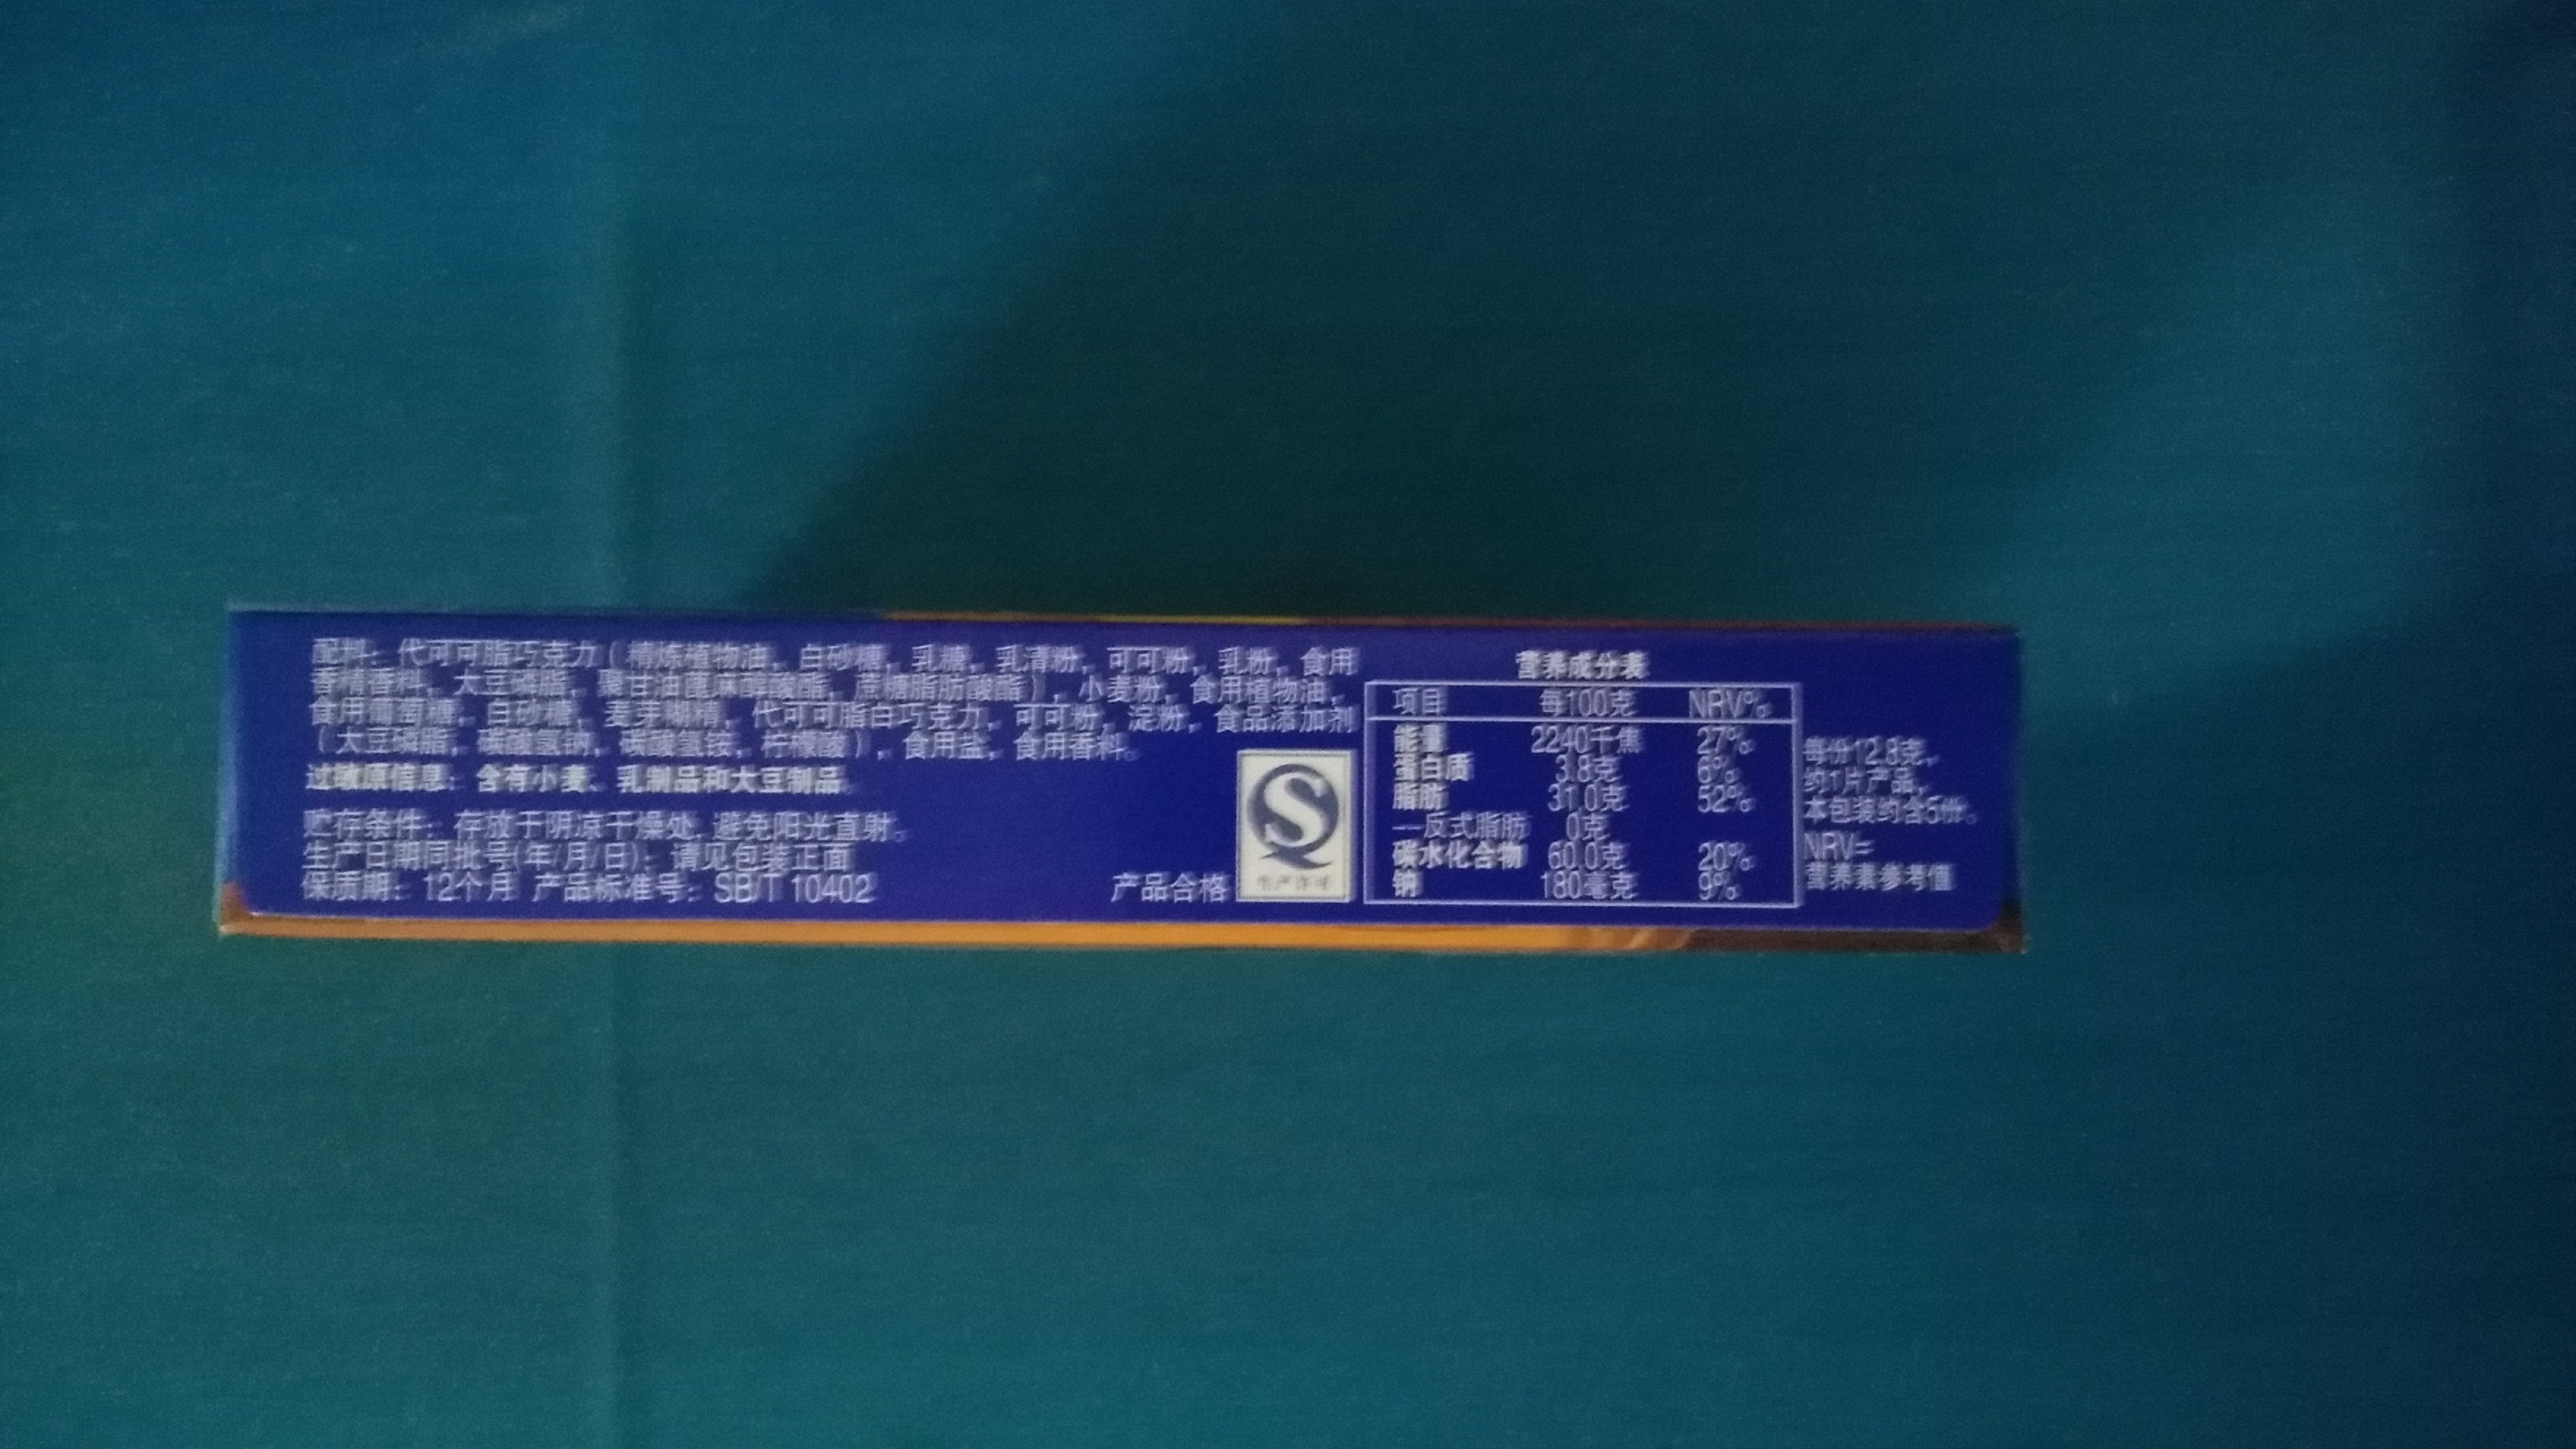 配料：代可可脂巧克力（精炼植物油，白砂糖，乳糖，乳清粉，可可粉，乳粉，食用
香精香料，大豆磷脂，聚甘油蓖麻醇酸酯，蔗糖脂肪酸酯），小麦粉，食用植物油，
食用葡萄糖，白砂糖，麦芽糊精，代可可脂白巧克力，可可粉，淀粉，食品添加剂
（大豆磷脂，碳酸氢钠，碳酸氢铵，柠檬酸），食用盐，食用香料。
过敏原信息：含有小麦、乳制品和大豆制品
贮存条件：存放于阴凉干燥处，避免阳光直射。
生产日期同批号(年/月/日)：请见包装正面
保质期：12个月 产品标准号：SB/T 10402
产品合格
生产许可
营养成分表
项目 每100克 NRV%
能量 2240千焦 27%
蛋白质 3.8克 6%
脂肪 31.0克 52%
—反式脂肪 0克
碳水化合物 60.0克 20%
钠 180毫克 9%
每份12.8克，
约1片产品，
本包装约含5份。
NRV=
营养素参考值